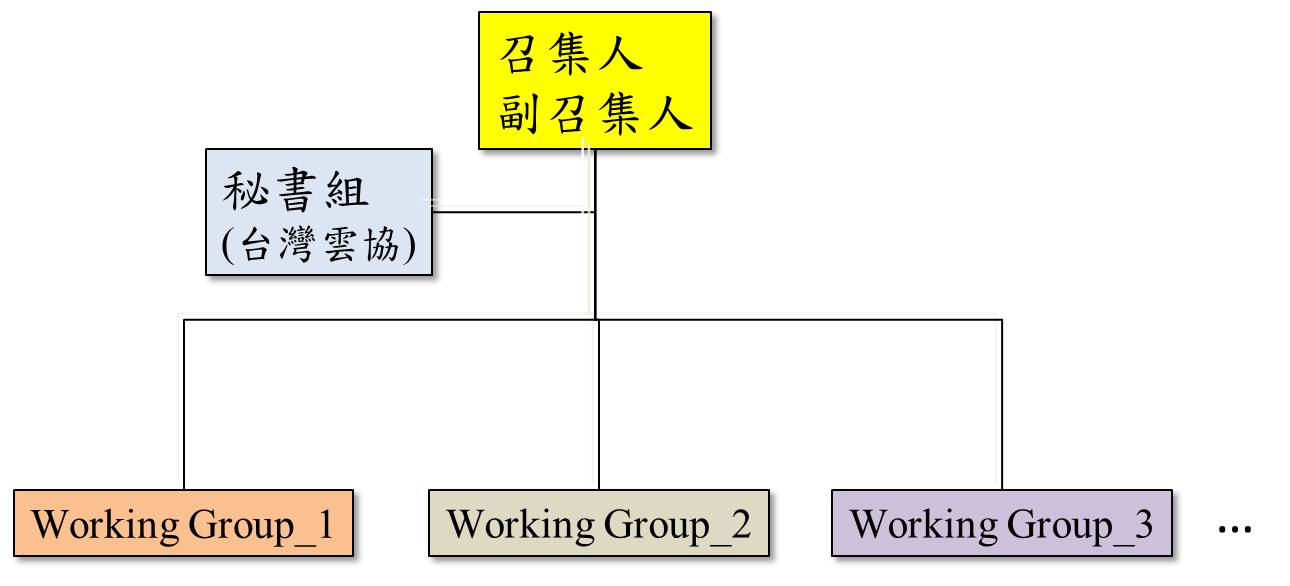 召集人
副召集人
秘書組
(台灣雲協)
Working Group_1
Working Group_2
Working Group_3
...